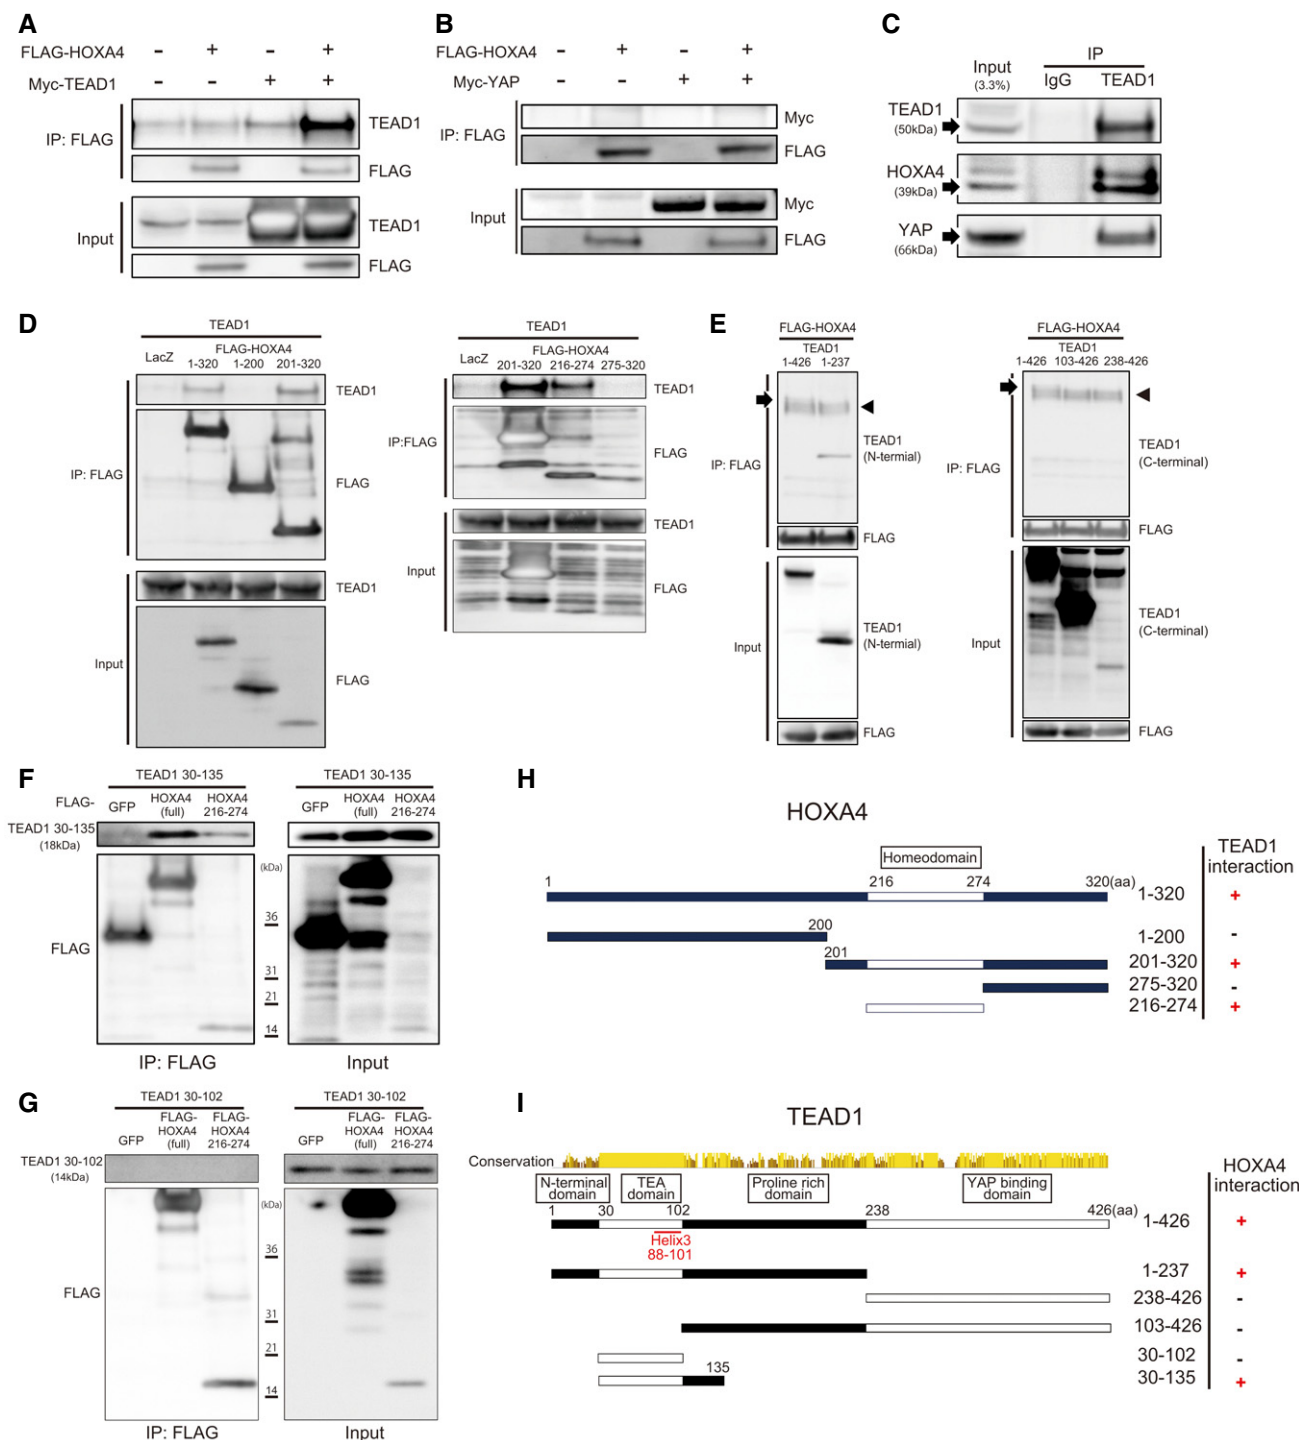 A
FLAG-HOXA4 - + - +
Myc-TEAD1 - - + +
IP: FLAG
TEAD1
FLAG
Input
TEAD1
FLAG
B
FLAG-HOXA4 - + - +
Myc-YAP - - + +
IP: FLAG
Myc
FLAG
Input
Myc
FLAG
C
Input
(3.3%)
IP
IgG TEAD1
TEAD1
(50kDa)
HOXA4
(39kDa)
YAP
(66kDa)
D
TEAD1
LacZ
FLAG-HOXA4
1-320 1-200 201-320
IP: FLAG
TEAD1
FLAG
Input
TEAD1
FLAG
TEAD1
LacZ
FLAG-HOXA4
201-320 216-274 275-320
IP:FLAG
TEAD1
FLAG
Input
TEAD1
FLAG
E
FLAG-HOXA4
TEAD1
1-426 1-237
IP: FLAG
TEAD1
(N-termial)
FLAG
Input
TEAD1
(N-termial)
FLAG
FLAG-HOXA4
TEAD1
1-426 103-426 238-426
IP: FLAG
TEAD1
(C-terminal)
FLAG
Input
TEAD1
(C-terminal)
FLAG
F
TEAD1 30-135
FLAG-
GFP
HOXA4
(full)
HOXA4
216-274
TEAD1 30-135
(18kDa)
FLAG
IP: FLAG
TEAD1 30-135
GFP
HOXA4
(full)
HOXA4
216-274
(kDa)
36
31
21
14
Input
G
TEAD1 30-102
GFP
FLAG-
HOXA4
(full)
FLAG-
HOXA4
216-274
TEAD1 30-102
(14kDa)
FLAG
IP: FLAG
TEAD1 30-102
GFP
FLAG-
HOXA4
(full)
FLAG-
HOXA4
216-274
(kDa)
36
31
21
14
Input
H
HOXA4
TEAD1
interaction
Homeodomain
1 216 274 320(aa)
1-320 +
200
1-200 -
201
201-320 +
275-320 -
216-274 +
I
TEAD1
Conservation
HOXA4
interaction
N-terminal
domain
TEA
domain
Proline rich
domain
YAP binding
domain
1 30 102 238 426(aa)
1-426 +
Helix3
88-101
1-237 +
238-426 -
103-426 -
30-102 -
135
30-135 +